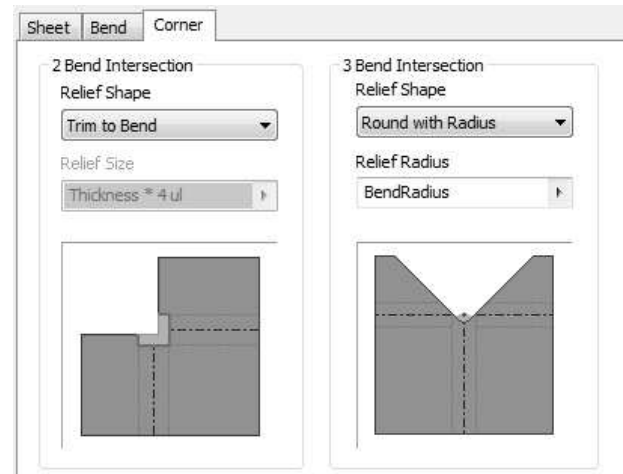 Sheet Bend Corner
2 Bend Intersection
Relief Shape
Trim to Bend
Relief Size
Thickness * 4 ul
3 Bend Intersection
Relief Shape
Round with Radius
Relief Radius
BendRadius